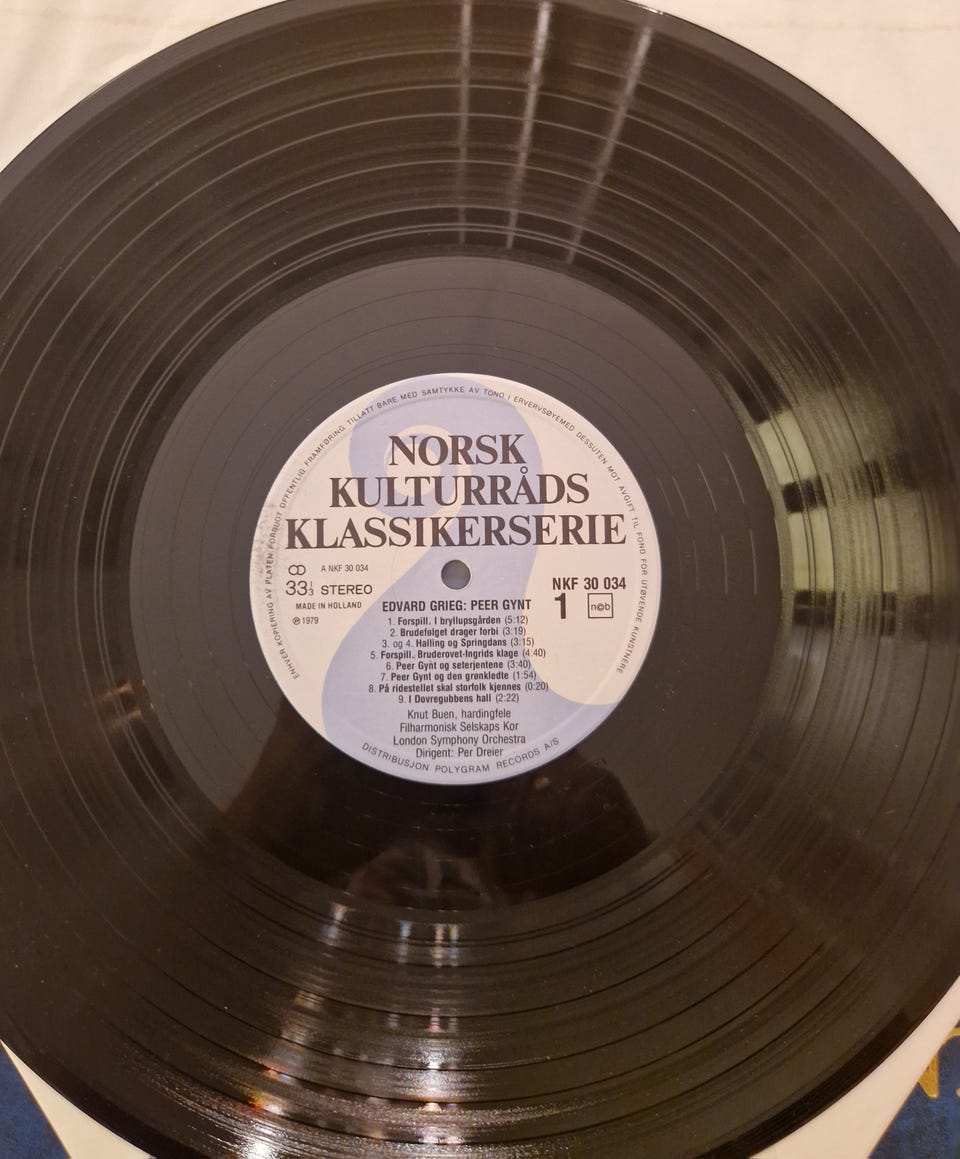 ENHVER KOPIERING AV PLATEN FORBUDT OFFENTLIG FRAMFØRING TILLATT BARE MED SAMTYKKE AV TONO I ERVERVSØYEMED DESSUTEN MOT AVGIFT TIL FOND FOR UTØVENDE KUNSTNERE
NORSK
KULTURRÅDS
KLASSIKERSERIE
A NKF 30 034
33⅓ STEREO
MADE IN HOLLAND
℗ 1979
NKF 30 034
1 n©b
EDVARD GRIEG: PEER GYNT
1. Forspill. I bryllupsgården (5:12)
2. Brudefølget drager forbi (3:19)
3. og 4. Halling og Springdans (3:15)
5. Forspill. Bruderovet-Ingrids klage (4:40)
6. Peer Gynt og seterjentene (3:40)
7. Peer Gynt og den grønkledte (1:54)
8. På ridestellet skal storfolk kjennes (0:20)
9. I Dovregubbens hall (2:22)
Knut Buen, hardingfele
Filharmonisk Selskaps Kor
London Symphony Orchestra
Dirigent: Per Dreier
DISTRIBUSJON POLYGRAM RECORDS A/S